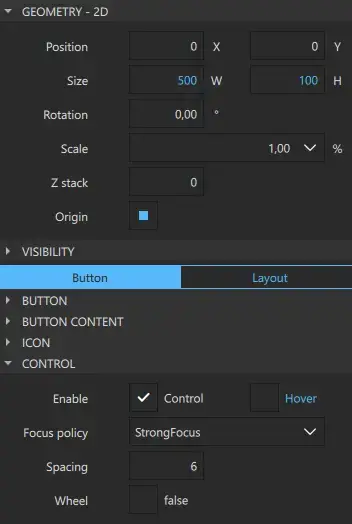 GEOMETRY - 2D
Position 0 X 0 Y
Size 500 W 100 H
Rotation 0,00 °
Scale 1,00 %
Z stack 0
Origin
VISIBILITY
Button Layout
BUTTON
BUTTON CONTENT
ICON
CONTROL
Enable Control Hover
Focus policy StrongFocus
Spacing 6
Wheel false